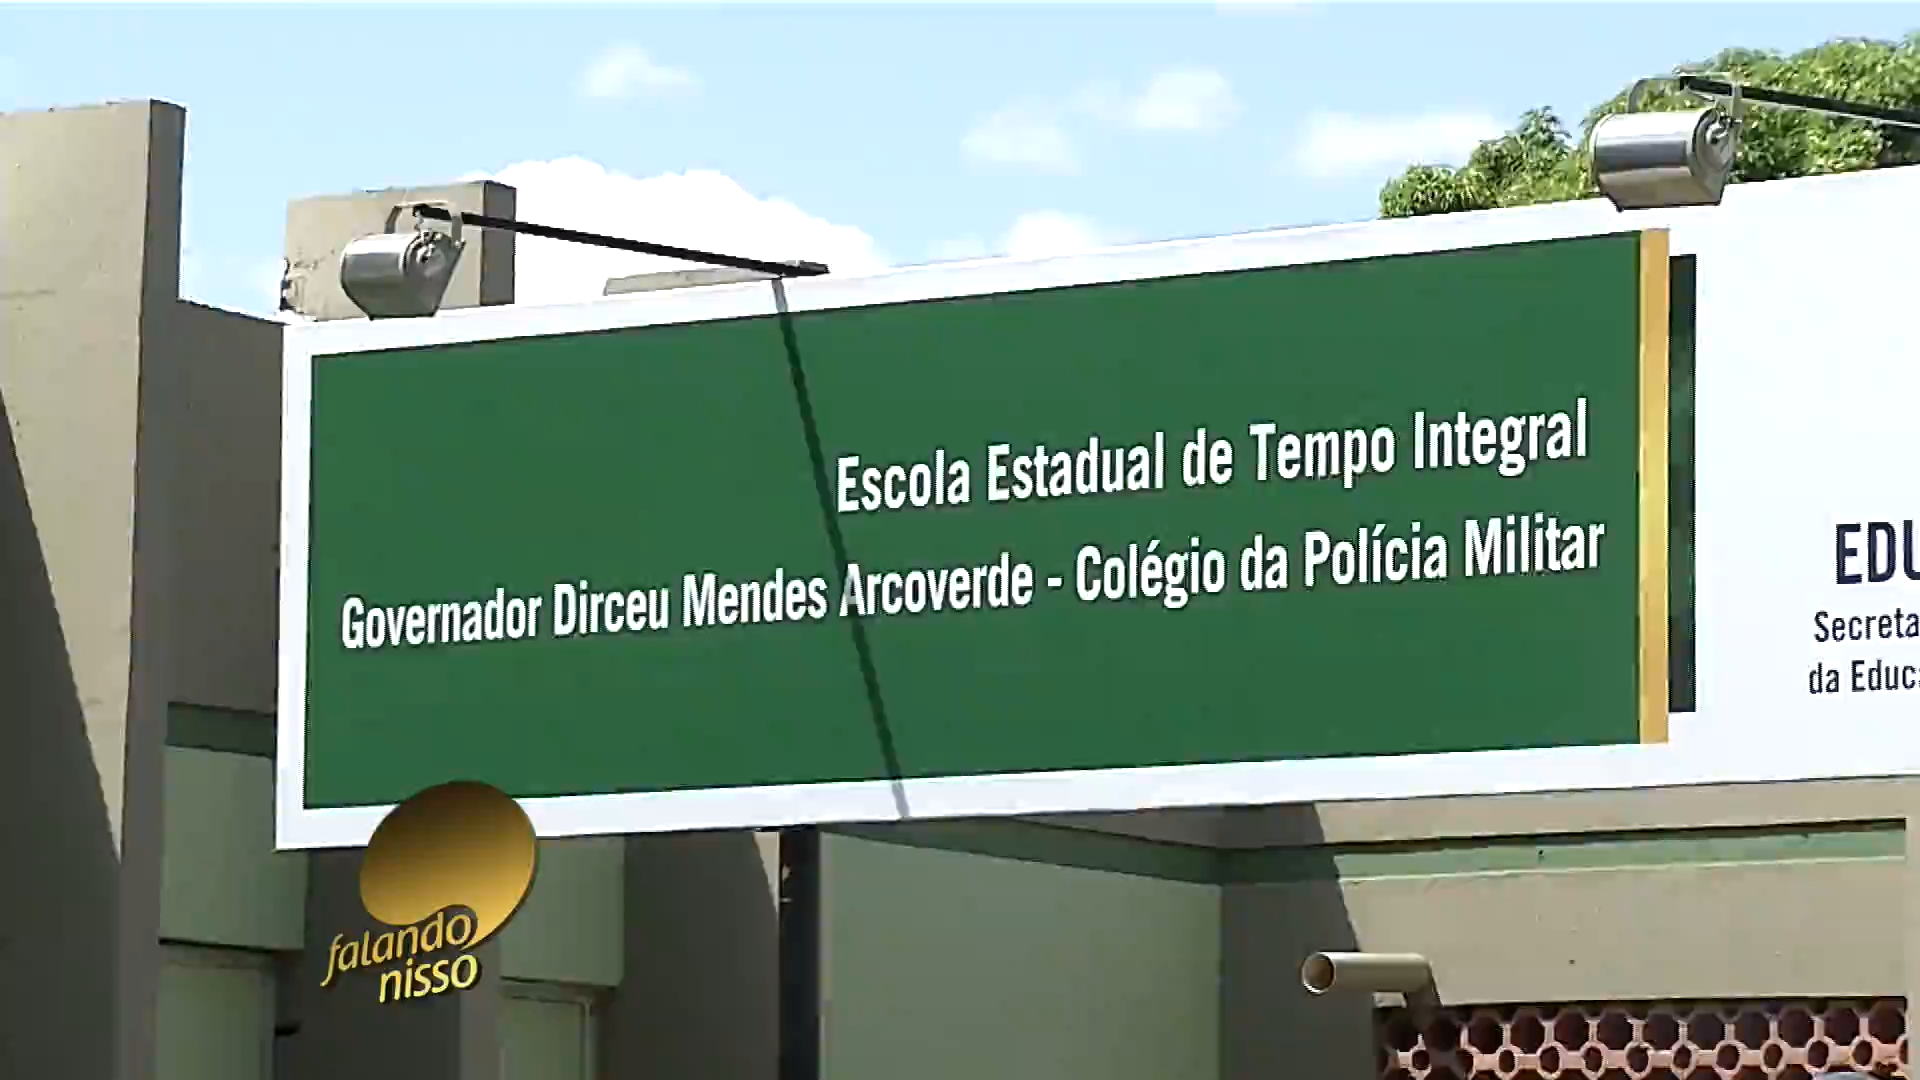 Escola Estadual de Tempo Integral
Governador Dirceu Mendes Arcoverde - Colégio da Polícia Militar
EDU
Secreta
da Educ
falando
nisso